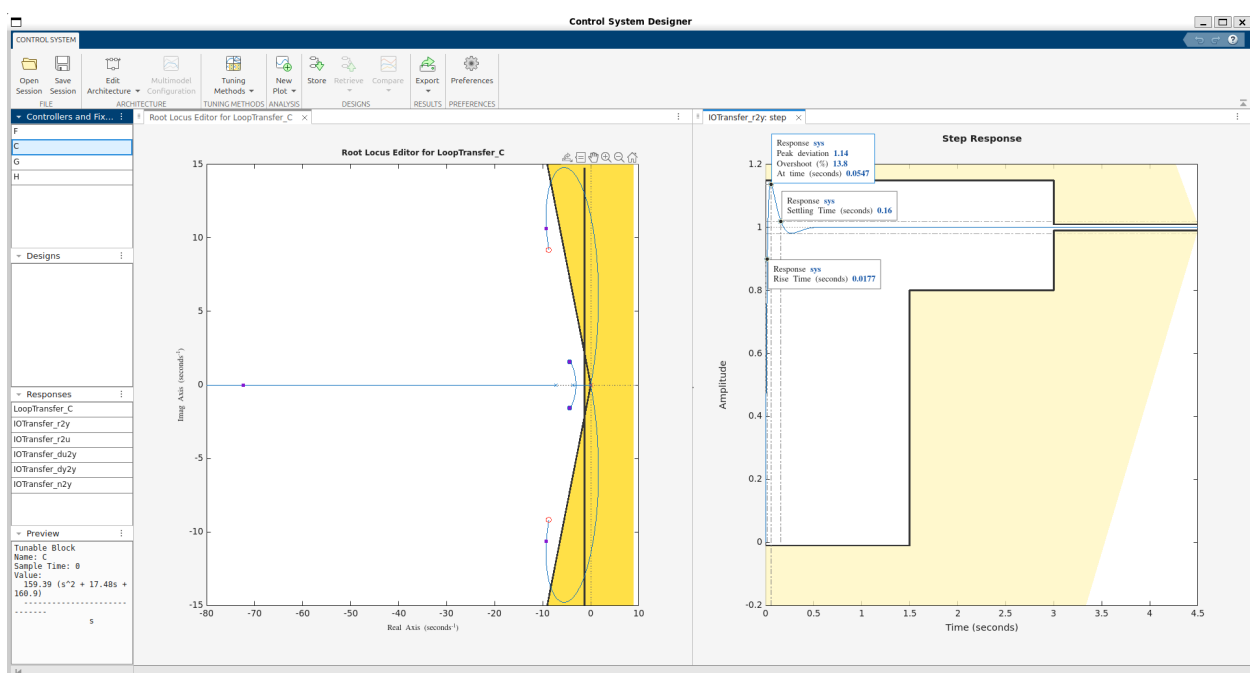 Control System Designer
CONTROL SYSTEM
Open Session
Save Session
Edit Architecture
Multimodel Configuration
Tuning Methods
New Plot
Store
Retrieve
Compare
Export
Preferences
FILE
ARCHITECTURE
TUNING METHODS
ANALYSIS
DESIGNS
RESULTS
PREFERENCES
Controllers and Fix...
F
C
G
H
Designs
Responses
LoopTransfer_C
IOTransfer_r2y
IOTransfer_r2u
IOTransfer_du2y
IOTransfer_dy2y
IOTransfer_n2y
Preview
Tunable Block
Name: C
Sample Time: 0
Value:
159.39 (s^2 + 17.48s +
160.9)
----------------------
-------
s
Root Locus Editor for LoopTransfer_C
Root Locus Editor for LoopTransfer_C
Imag Axis (seconds⁻¹)
15
10
5
0
-5
-10
-15
-80 -70 -60 -50 -40 -30 -20 -10 0 10
Real Axis (seconds⁻¹)
IOTransfer_r2y: step
Step Response
Response sys
Peak deviation 1.14
Overshoot (%) 13.8
At time (seconds) 0.0547
Response sys
Settling Time (seconds) 0.16
Response sys
Rise Time (seconds) 0.0177
Amplitude
1.2
1
0.8
0.6
0.4
0.2
0
-0.2
0 0.5 1 1.5 2 2.5 3 3.5 4 4.5
Time (seconds)